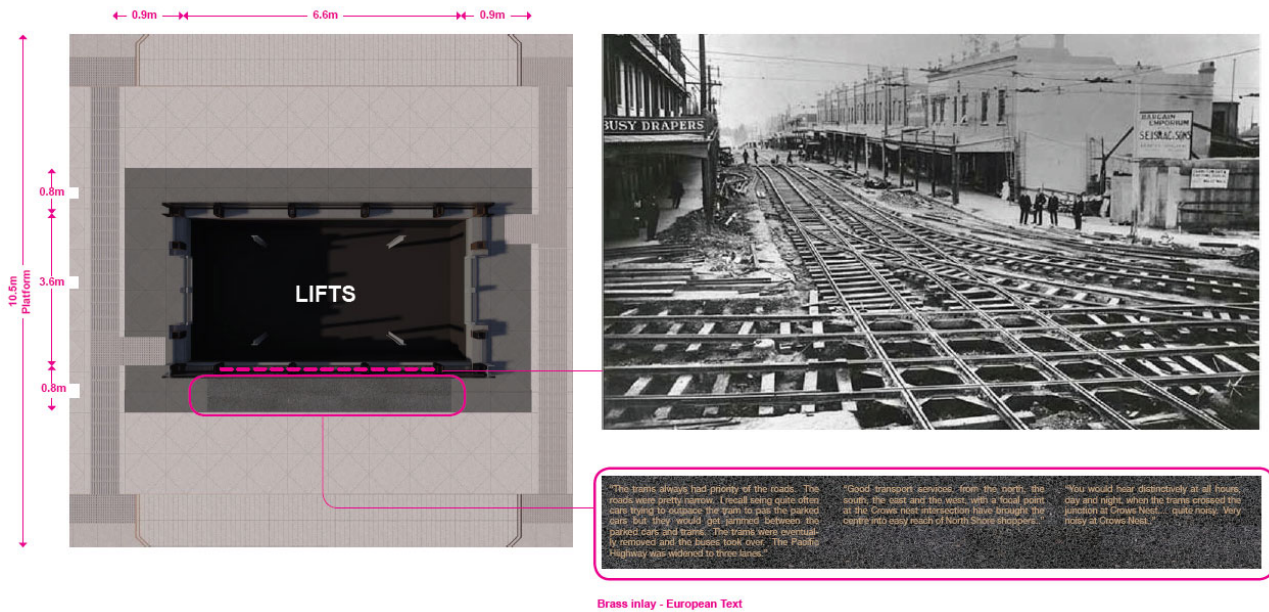 0.9m
6.6m
0.9m
10.5m
Platform
0.8m
3.6m
0.8m
LIFTS
BUSY DRAPERS
BARGAIN
EMPORIUM
"The trams always had priority of the roads. The
roads were pretty narrow. I recall seing quite often
cars trying to outpace the tram to pas the parked
cars but they would get jammed between the
parked cars and trams. The trams were eventual-
ly removed and the buses took over. The Pacific
Highway was widened to three lanes."
"Good transport services, from the north, the
south, the east and the west, with a focal point
at the Crows nest intersection have brought the
centre into easy reach of North Shore shoppers..."
"You would hear distinctively at all hours,
day and night, when the trams crossed the
junction at Crows Nest... quite noisy. Very
noisy at Crows Nest.."
Brass inlay - European Text